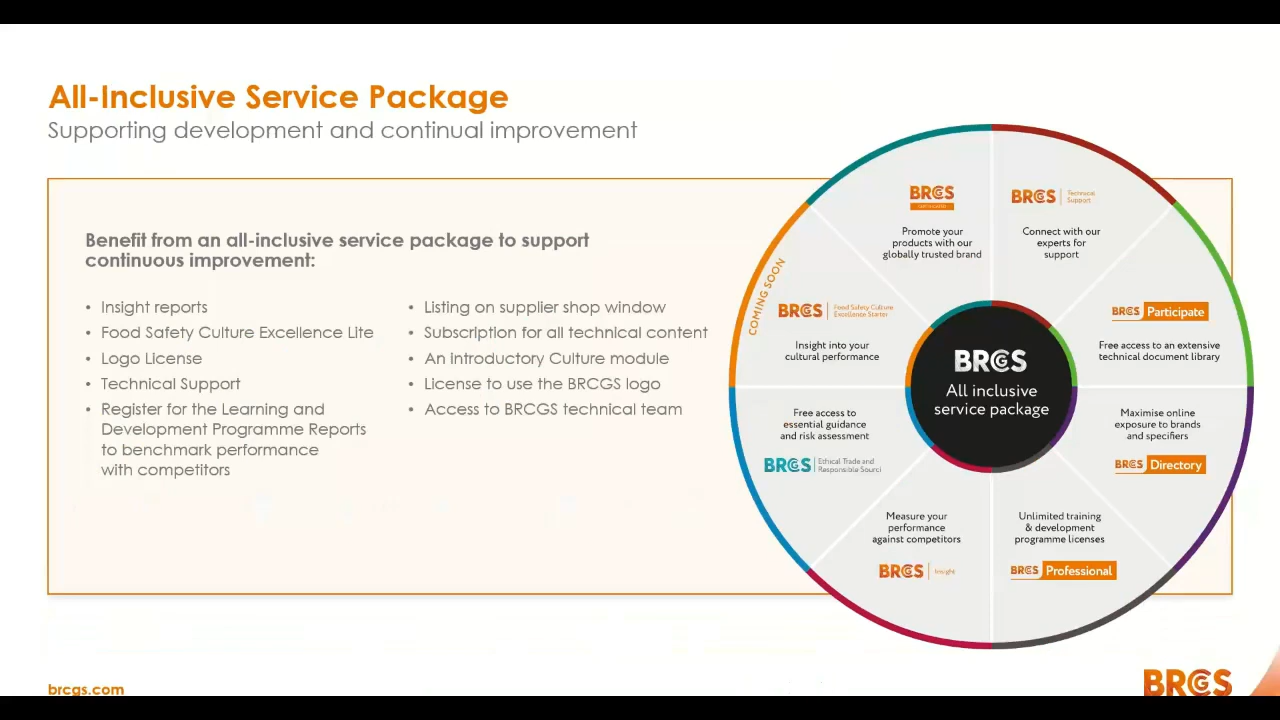 All-Inclusive Service Package
Supporting development and continual improvement
Benefit from an all-inclusive service package to support
continuous improvement:
• Insight reports
• Food Safety Culture Excellence Lite
• Logo License
• Technical Support
• Register for the Learning and
Development Programme Reports
to benchmark performance
with competitors
• Listing on supplier shop window
• Subscription for all technical content
• An introductory Culture module
• License to use the BRCGS logo
• Access to BRCGS technical team
BRCGS
Promote your
products with our
globally trusted brand
BRCGS Technical
Support
Connect with our
experts for
support
BRCGS Participate
Free access to an extensive
technical document library
Maximise online
exposure to brands
and specifiers
BRCGS Directory
Unlimited training
& development
programme licenses
BRCGS Professional
Measure your
performance
against competitors
BRCGS Insight
Free access to
essential guidance
and risk assessment
BRCGS Ethical Trade and
Responsible Sourci
COMING SOON
BRCGS Food Safety Culture
Excellence Starter
Insight into your
cultural performance
BRCGS
All inclusive
service package
brcgs.com
BRCGS